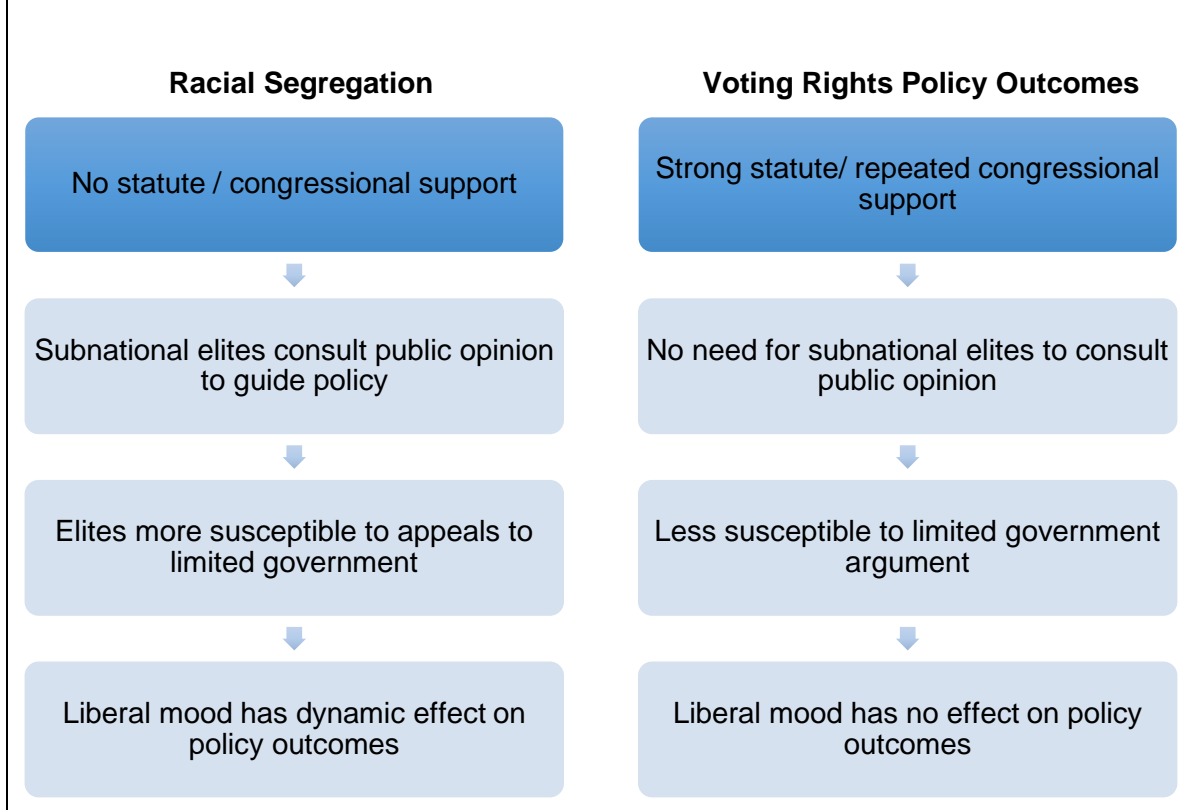 Racial Segregation
No statute / congressional support
Subnational elites consult public opinion
to guide policy
Elites more susceptible to appeals to
limited government
Liberal mood has dynamic effect on
policy outcomes
Voting Rights Policy Outcomes
Strong statute/ repeated congressional
support
No need for subnational elites to consult
public opinion
Less susceptible to limited government
argument
Liberal mood has no effect on policy
outcomes